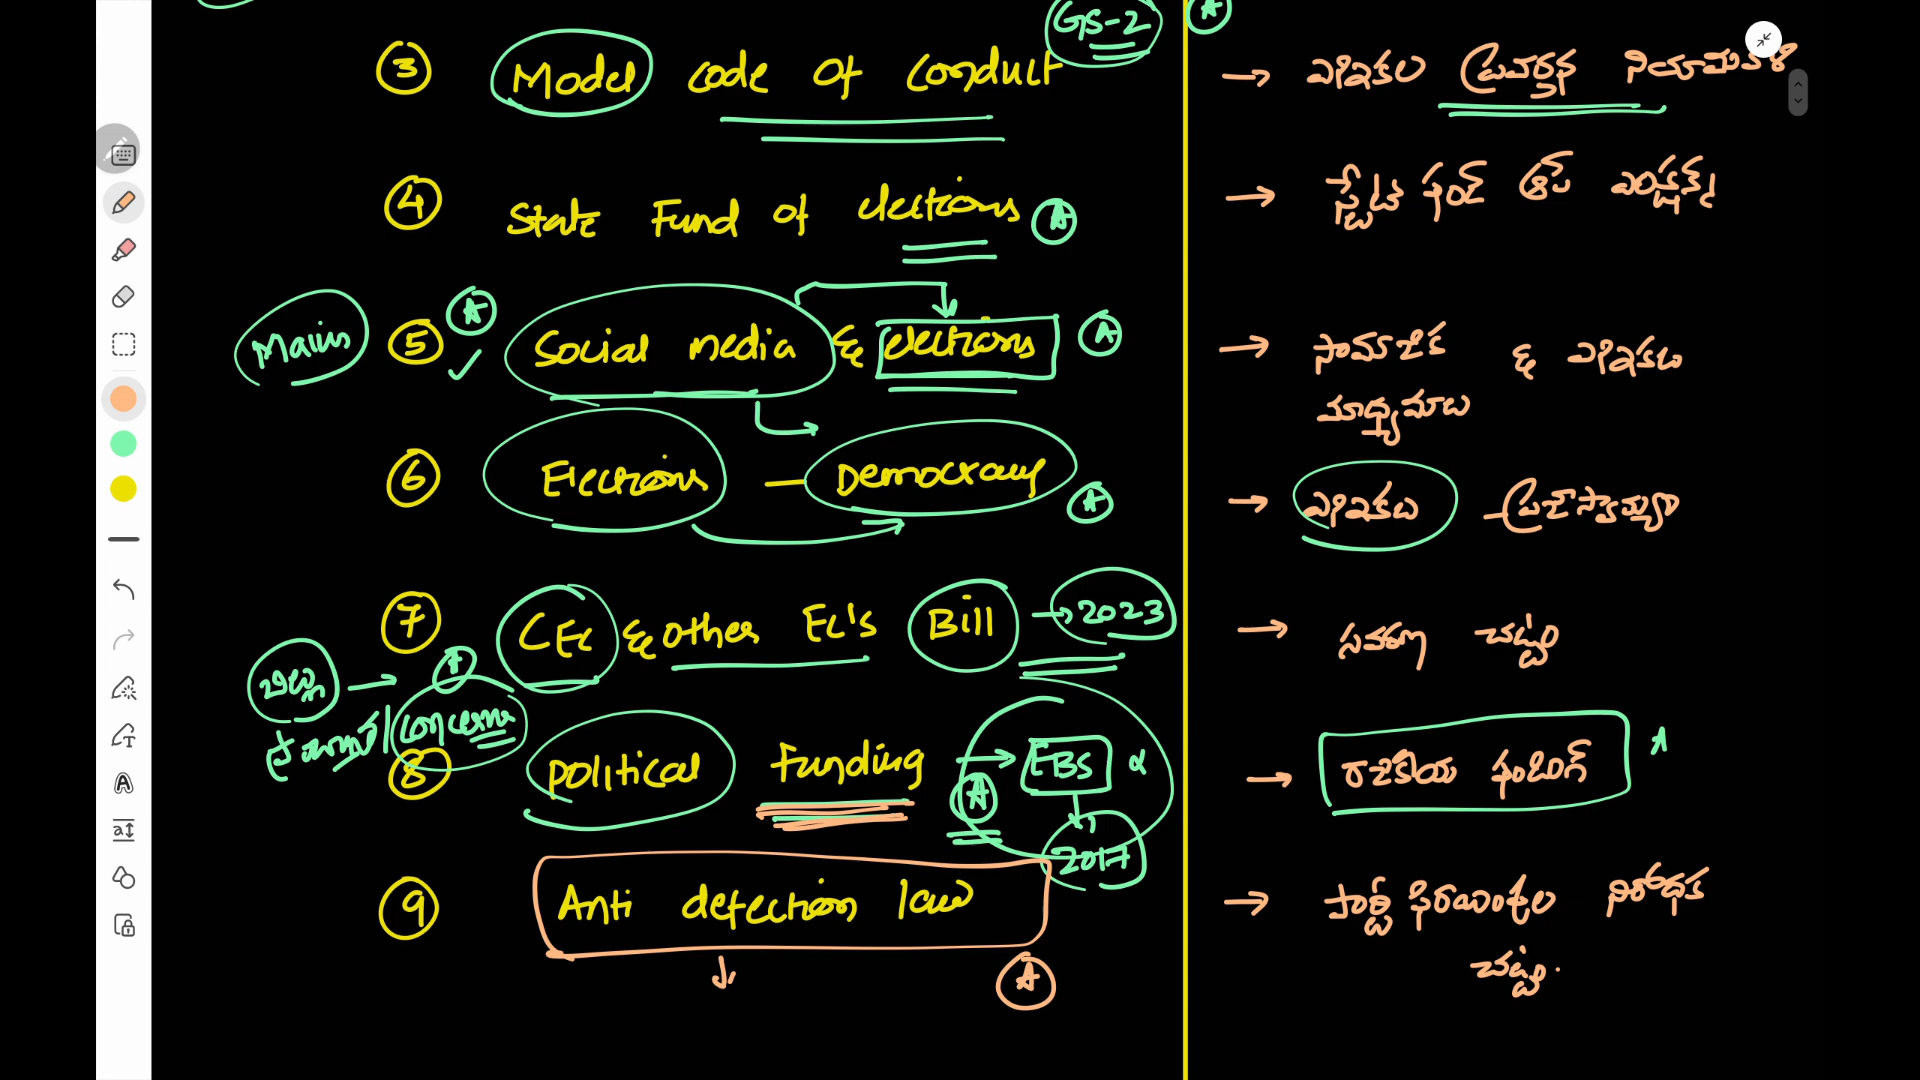 GS-2 A
3 Model code of conduct → ఎన్నికల ప్రవర్తన నియమావళి
4 State Fund of elections A → స్టేట్ ఫండ్ ఆఫ్ ఎలక్షన్స్
Mains 5 A Social media & elections A → సామాజిక & ఎన్నికలు
మాధ్యమాలు
6 Elections — Democracy A → ఎన్నికలు - ప్రజాస్వామ్యం
7 CEC & other EC's Bill → 2023 → సవరణ చట్టం
→ A
/concerns
8 political Funding → EBS A → రాజకీయ ఫండింగ్ A
2017
9 Anti defection law → పార్టీ ఫిరాయింపుల నిరోధక
చట్టం.
A